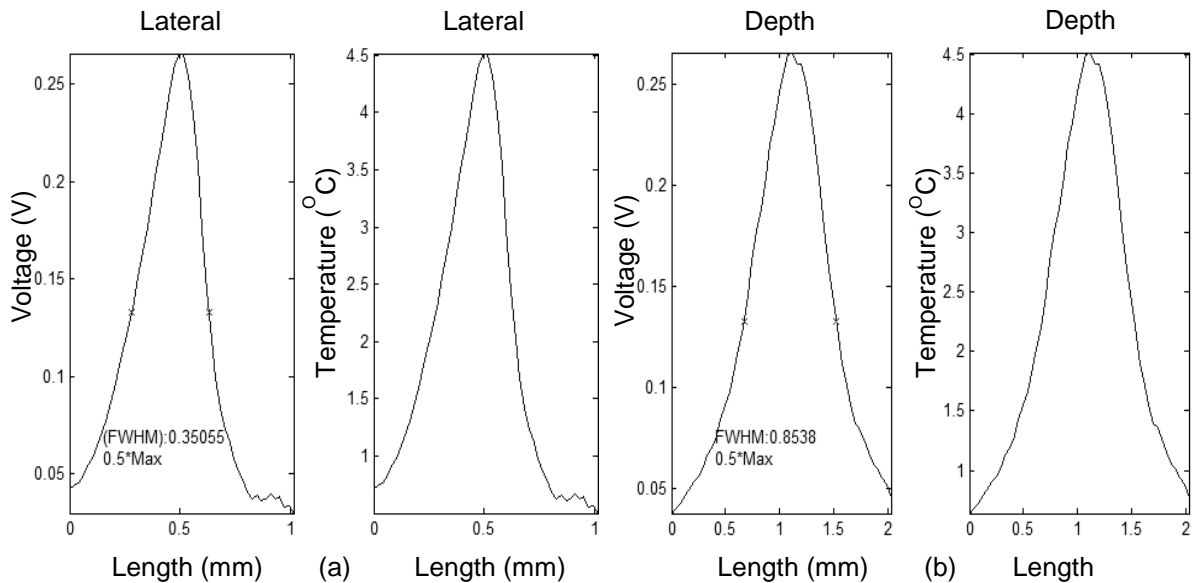 Lateral
Lateral
Depth
Depth
0.25
0.2
0.15
0.1
0.05
Voltage (V)
(FWHM):0.35055
0.5*Max
0
0.5
1
Length (mm)
(a)
4.5
4
3.5
3
2.5
2
1.5
1
Temperature (°C)
0
0.5
1
Length (mm)
0.25
0.2
0.15
0.1
0.05
Voltage (V)
FWHM:0.8538
0.5*Max
0
0.5
1
1.5
2
Length (mm)
(b)
4.5
4
3.5
3
2.5
2
1.5
1
Temperature (°C)
0
0.5
1
1.5
2
Length